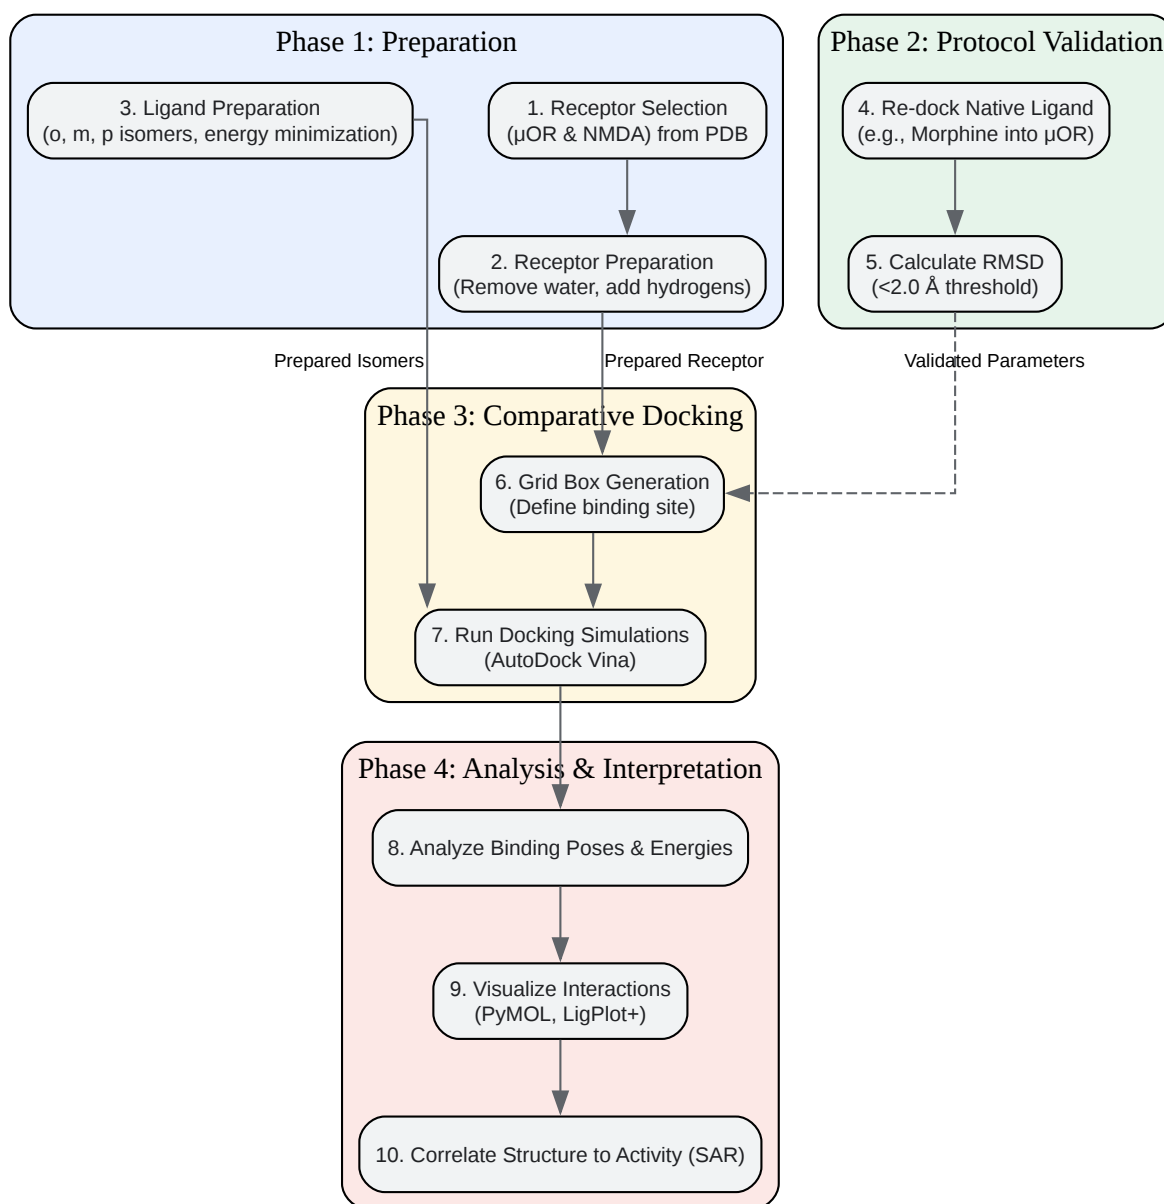 Phase 1: Preparation
3. Ligand Preparation
(o, m, p isomers, energy minimization)
1. Receptor Selection
(μOR & NMDA) from PDB
2. Receptor Preparation
(Remove water, add hydrogens)
Phase 2: Protocol Validation
4. Re-dock Native Ligand
(e.g., Morphine into μOR)
5. Calculate RMSD
(<2.0 Å threshold)
Prepared Isomers
Prepared Receptor
Validated Parameters
Phase 3: Comparative Docking
6. Grid Box Generation
(Define binding site)
7. Run Docking Simulations
(AutoDock Vina)
Phase 4: Analysis & Interpretation
8. Analyze Binding Poses & Energies
9. Visualize Interactions
(PyMOL, LigPlot+)
10. Correlate Structure to Activity (SAR)